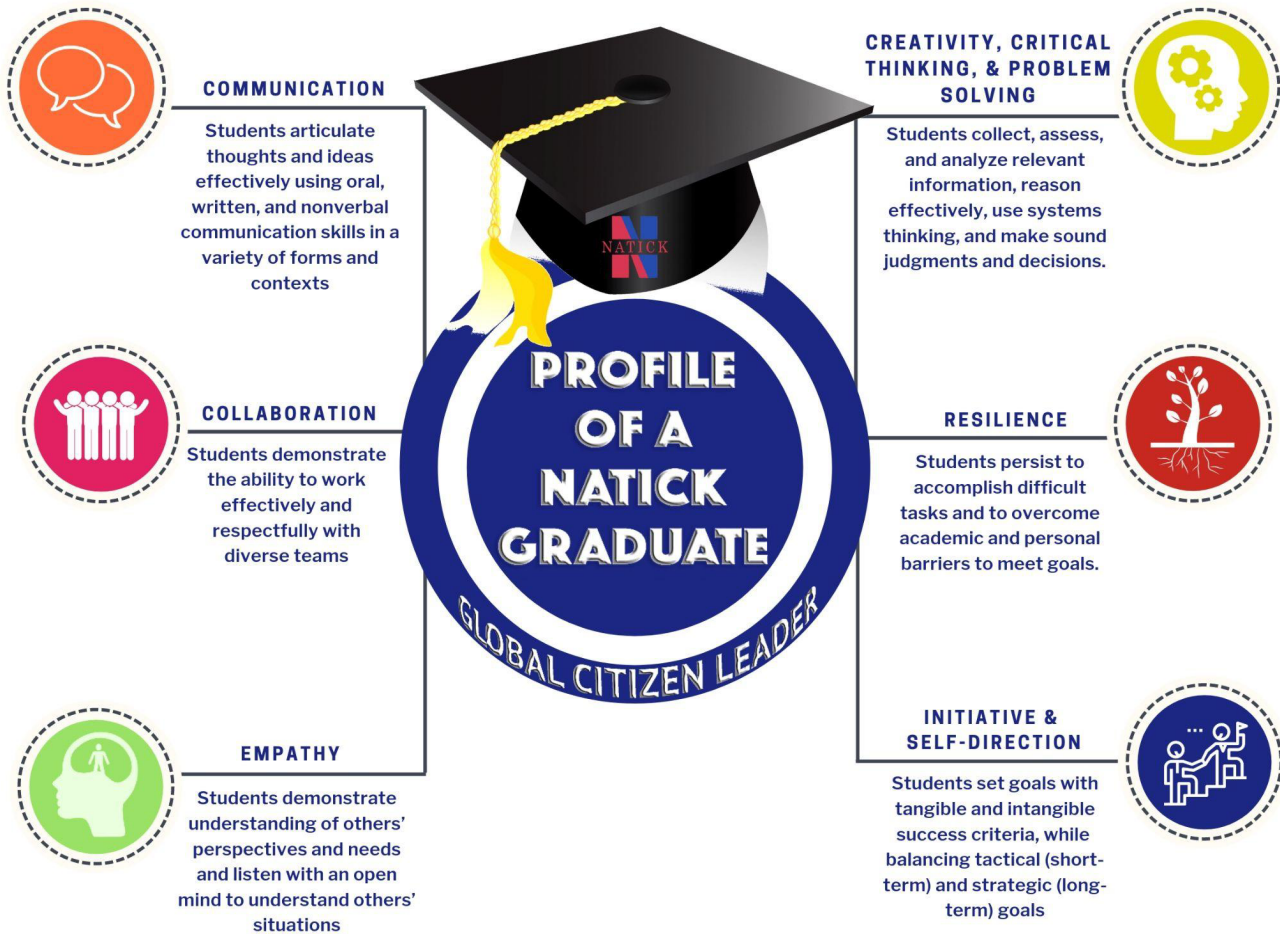 COMMUNICATION
Students articulate
thoughts and ideas
effectively using oral,
written, and nonverbal
communication skills in a
variety of forms and
contexts
COLLABORATION
Students demonstrate
the ability to work
effectively and
respectfully with
diverse teams
EMPATHY
Students demonstrate
understanding of others’
perspectives and needs
and listen with an open
mind to understand others’
situations
N
NATICK
PROFILE
OF A
NATICK
GRADUATE
GLOBAL CITIZEN LEADER
CREATIVITY, CRITICAL
THINKING, & PROBLEM
SOLVING
Students collect, assess,
and analyze relevant
information, reason
effectively, use systems
thinking, and make sound
judgments and decisions.
RESILIENCE
Students persist to
accomplish difficult
tasks and to overcome
academic and personal
barriers to meet goals.
INITIATIVE &
SELF-DIRECTION
Students set goals with
tangible and intangible
success criteria, while
balancing tactical (short-
term) and strategic (long-
term) goals